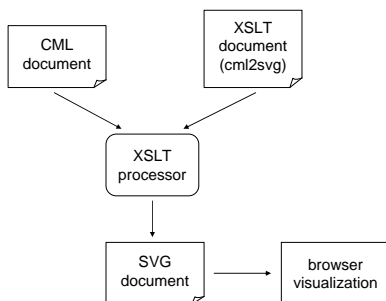 CML
document
XSLT
document
(cml2svg)
XSLT
processor
SVG
document
browser
visualization